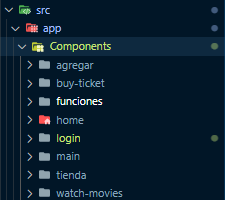 src
app
Components
agregar
buy-ticket
funciones
home
login
main
tienda
watch-movies